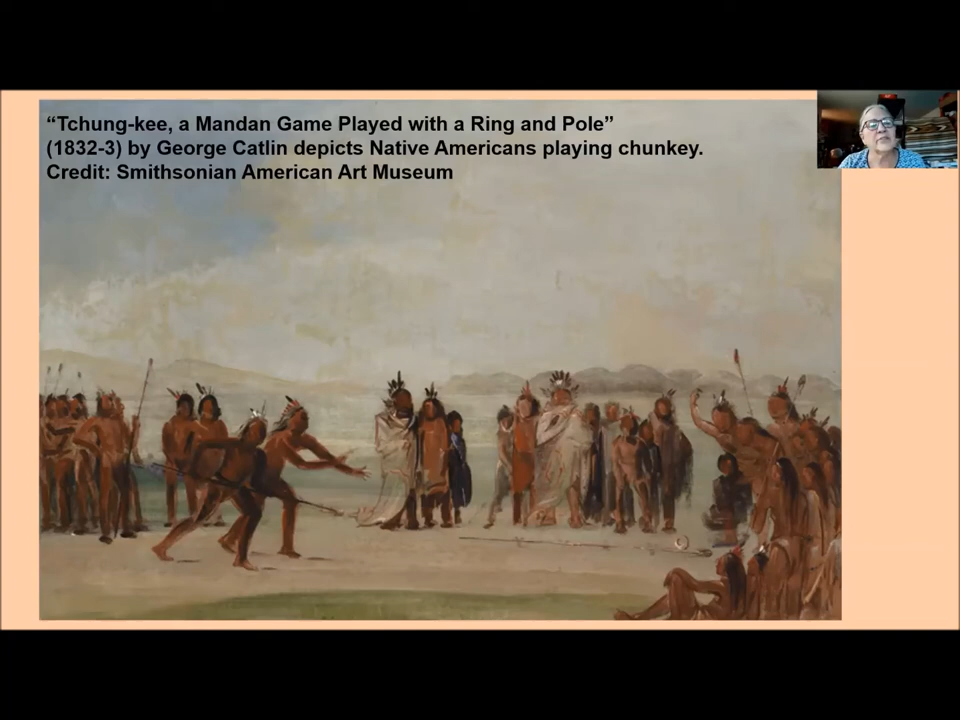 “Tchung-kee, a Mandan Game Played with a Ring and Pole”
(1832-3) by George Catlin depicts Native Americans playing chunkey.
Credit: Smithsonian American Art Museum